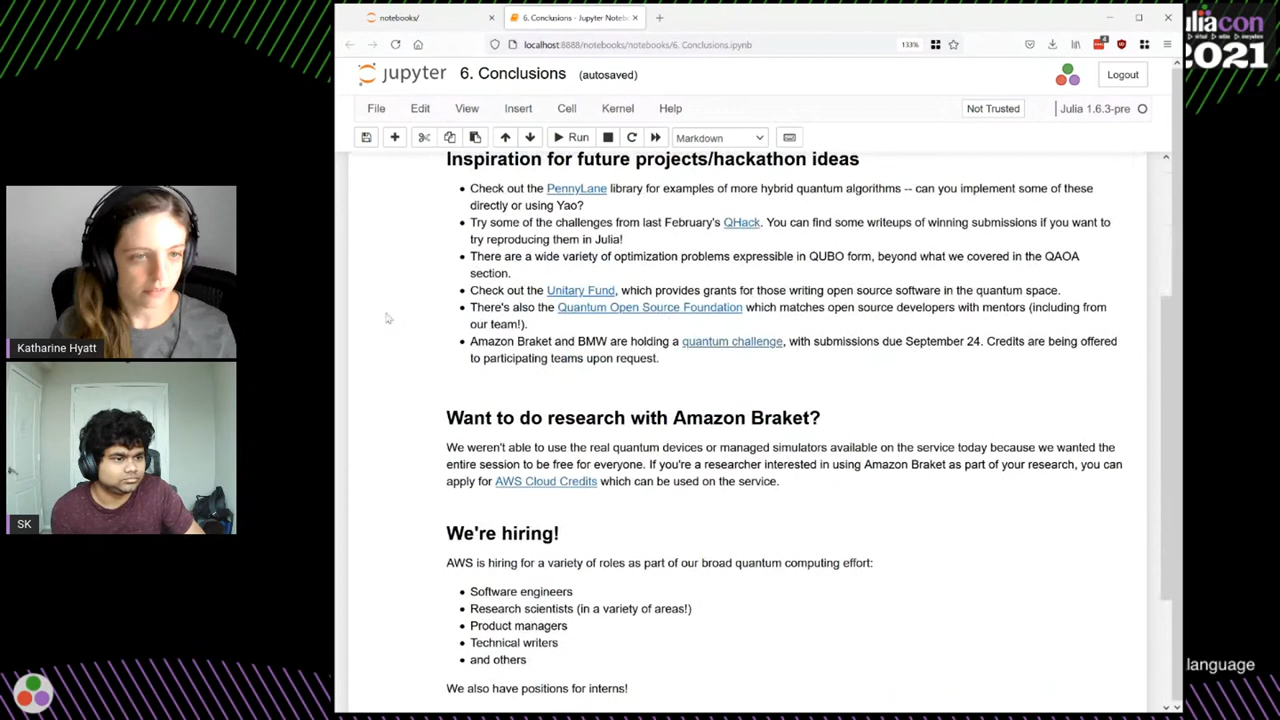 notebooks/
6. Conclusions - Jupyter Noteb
localhost:8888/notebooks/notebooks/6. Conclusions.ipynb
133%
juliacon
2021
jupyter 6. Conclusions (autosaved)
Logout
File Edit View Insert Cell Kernel Help
Not Trusted
Julia 1.6.3-pre
Run
Markdown
Inspiration for future projects/hackathon ideas
• Check out the PennyLane library for examples of more hybrid quantum algorithms -- can you implement some of these
directly or using Yao?
• Try some of the challenges from last February's QHack. You can find some writeups of winning submissions if you want to
try reproducing them in Julia!
• There are a wide variety of optimization problems expressible in QUBO form, beyond what we covered in the QAOA
section.
• Check out the Unitary Fund, which provides grants for those writing open source software in the quantum space.
• There's also the Quantum Open Source Foundation which matches open source developers with mentors (including from
our team!).
• Amazon Braket and BMW are holding a quantum challenge, with submissions due September 24. Credits are being offered
to participating teams upon request.
Want to do research with Amazon Braket?
We weren't able to use the real quantum devices or managed simulators available on the service today because we wanted the
entire session to be free for everyone. If you're a researcher interested in using Amazon Braket as part of your research, you can
apply for AWS Cloud Credits which can be used on the service.
We're hiring!
AWS is hiring for a variety of roles as part of our broad quantum computing effort:
• Software engineers
• Research scientists (in a variety of areas!)
• Product managers
• Technical writers
• and others
We also have positions for interns!
Katharine Hyatt
SK
language